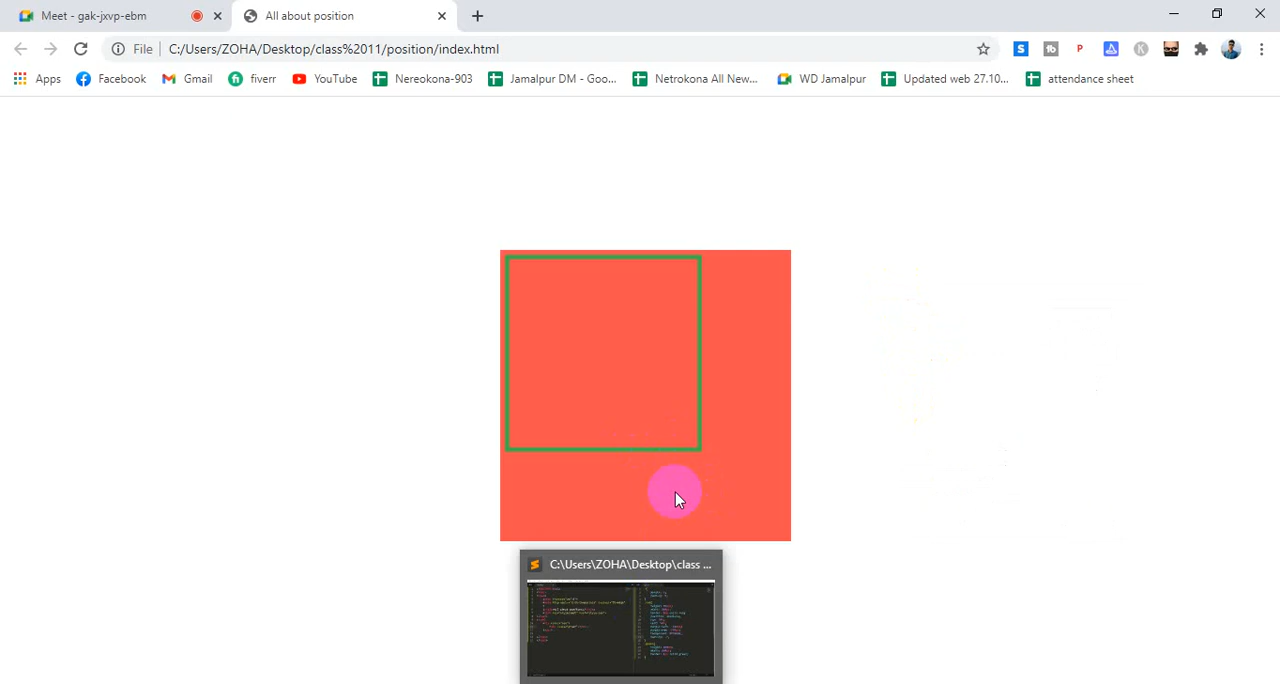 Meet - gak-jxvp-ebm
All about position
File
C:/Users/ZOHA/Desktop/class%2011/position/index.html
Apps
Facebook
Gmail
fiverr
YouTube
Nereokona-903
Jamalpur DM - Goo...
Netrokona All New...
WD Jamalpur
Updated web 27.10...
attendance sheet
C:\Users\ZOHA\Desktop\class ...